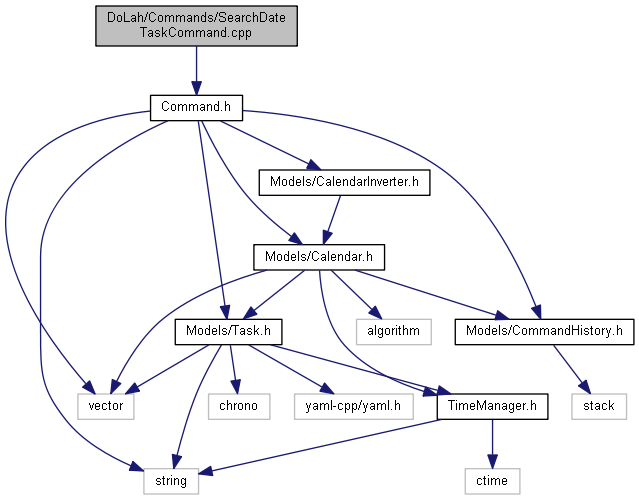 DoLah/Commands/SearchDate
TaskCommand.cpp
Command.h
Models/CalendarInverter.h
Models/Calendar.h
Models/Task.h
algorithm
Models/CommandHistory.h
vector
chrono
yaml-cpp/yaml.h
TimeManager.h
stack
string
ctime